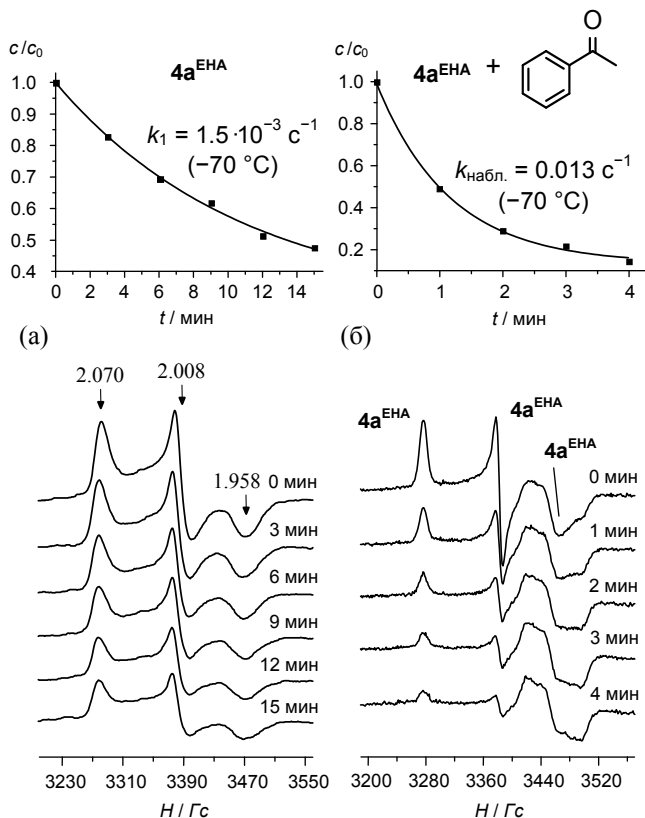 c/c₀
4a^EHA
1.0
0.9
0.8
0.7
0.6
0.5
0.4
k₁ = 1.5·10⁻³ с⁻¹
(−70 °C)
0 2 4 6 8 10 12 14
t / мин
(а)
c/c₀
4a^EHA + O
1.0
0.8
0.6
0.4
0.2
kнабл. = 0.013 с⁻¹
(−70 °C)
0 1 2 3 4
t / мин
(б)
2.070
2.008
1.958
0 мин
3 мин
6 мин
9 мин
12 мин
15 мин
3230 3310 3390 3470 3550
H / Гс
4a^EHA
4a^EHA
4a^EHA
0 мин
1 мин
2 мин
3 мин
4 мин
3200 3280 3360 3440 3520
H / Гс